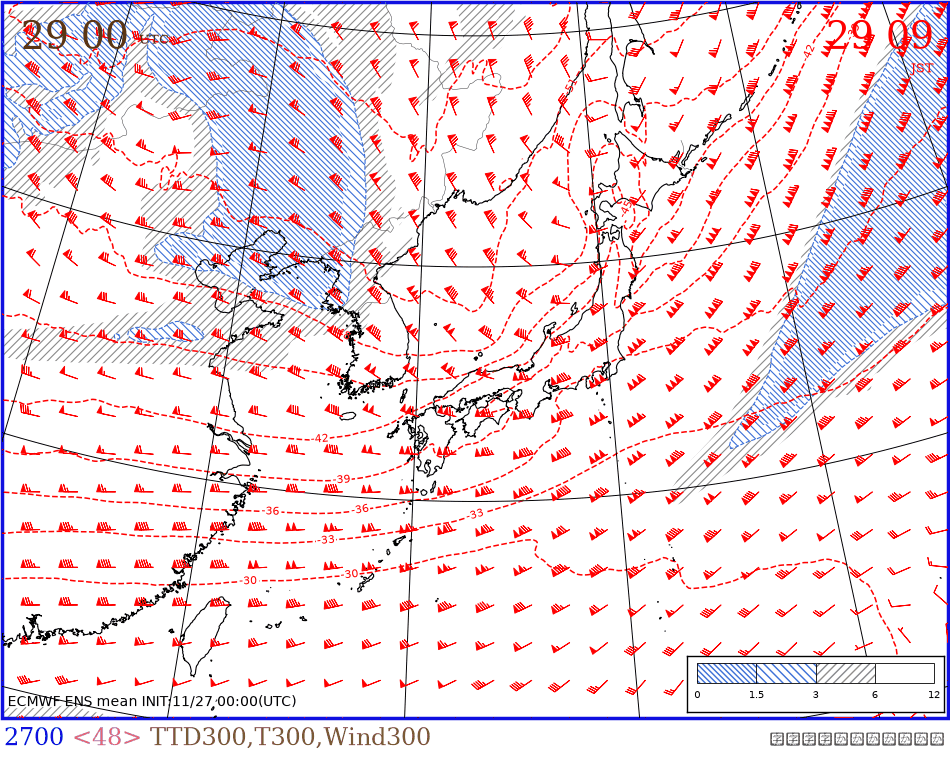 29 00 UTC
29 09
JST
-42
-45
-42
-39
-36
-36
-33
-33
-30
-30
0 1.5 3 6 12
ECMWF ENS mean INIT:11/27 00:00(UTC)
2700 <48> TTD300,T300,Wind300